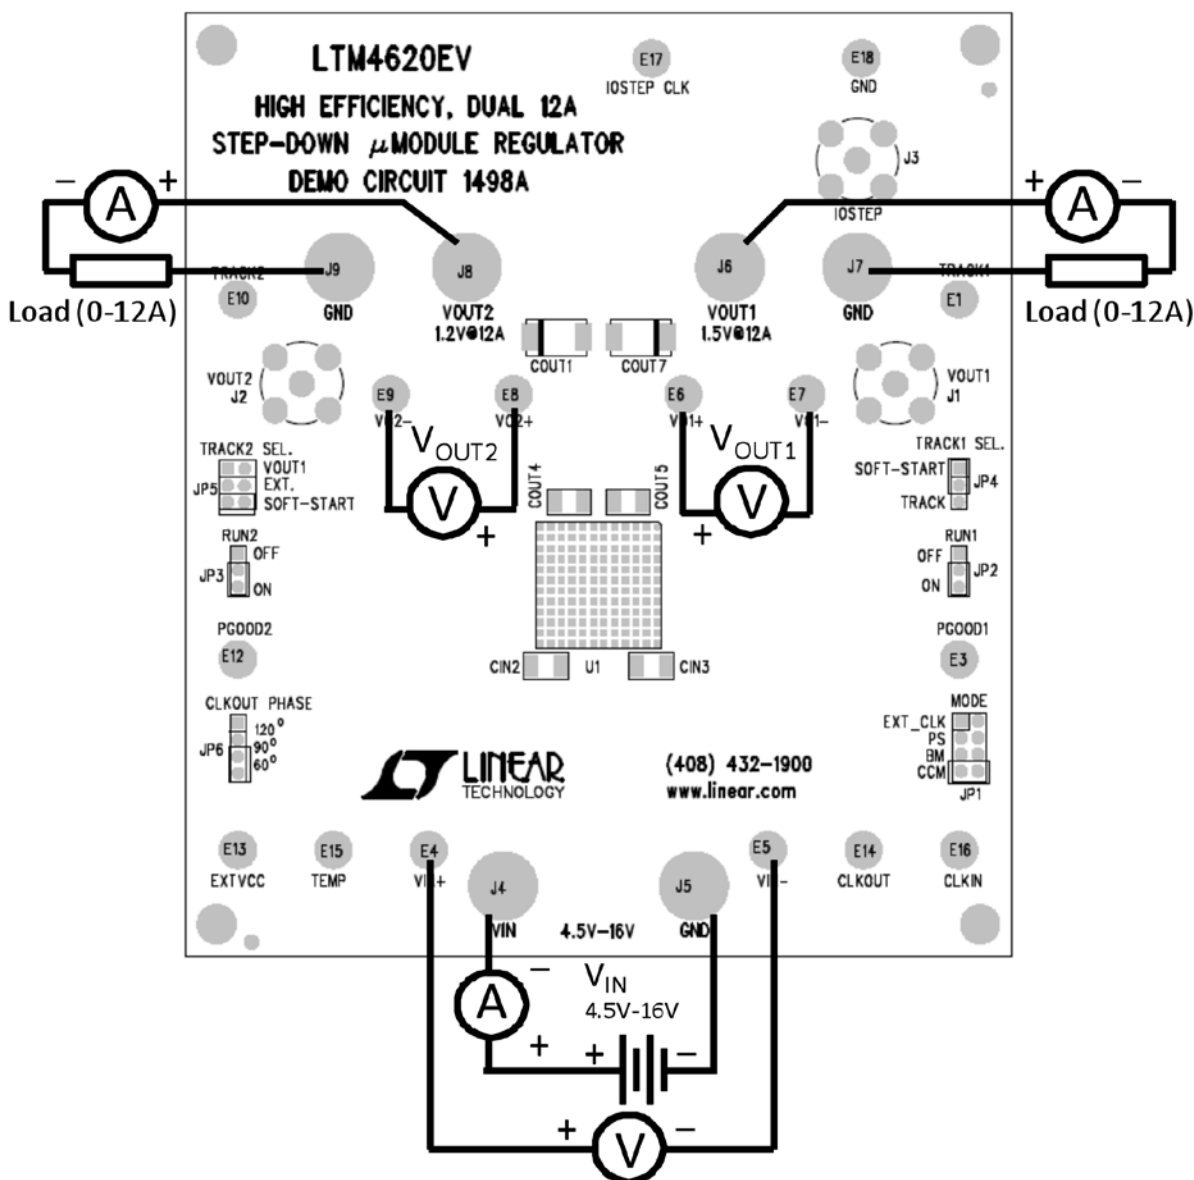 LTM4620EV
HIGH EFFICIENCY, DUAL 12A
STEP-DOWN µMODULE REGULATOR
DEMO CIRCUIT 1498A
E17
IOSTEP CLK
E18
GND
J3
IOSTEP
− A +
+ A −
Load (0-12A)
Load (0-12A)
TRACK2
E10
J9
GND
J8
VOUT2
1.2V@12A
J6
VOUT1
1.5V@12A
J7
GND
TRACK1
E1
COUT1
COUT7
VOUT2
J2
VOUT1
J1
E9
VO2-
E8
VO2+
E6
VO1+
E7
VO1-
VOUT2
V
+
VOUT1
V
+
COUT4
COUT5
TRACK2 SEL.
VOUT1
JP5
EXT.
SOFT-START
TRACK1 SEL.
SOFT-START
JP4
TRACK
RUN2
OFF
JP3
ON
RUN1
OFF
JP2
ON
PGOOD2
E12
PGOOD1
E3
CIN2
U1
CIN3
CLKOUT PHASE
120°
JP6
90°
60°
MODE
EXT_CLK
PS
BM
CCM
JP1
LINEAR
TECHNOLOGY
(408) 432-1900
www.linear.com
E13
EXTVCC
E15
TEMP
E4
VIN+
J4
VIN
4.5V-16V
J5
GND
E5
VIN-
E14
CLKOUT
E16
CLKIN
A
−
+
VIN
4.5V-16V
+ −
+ V −